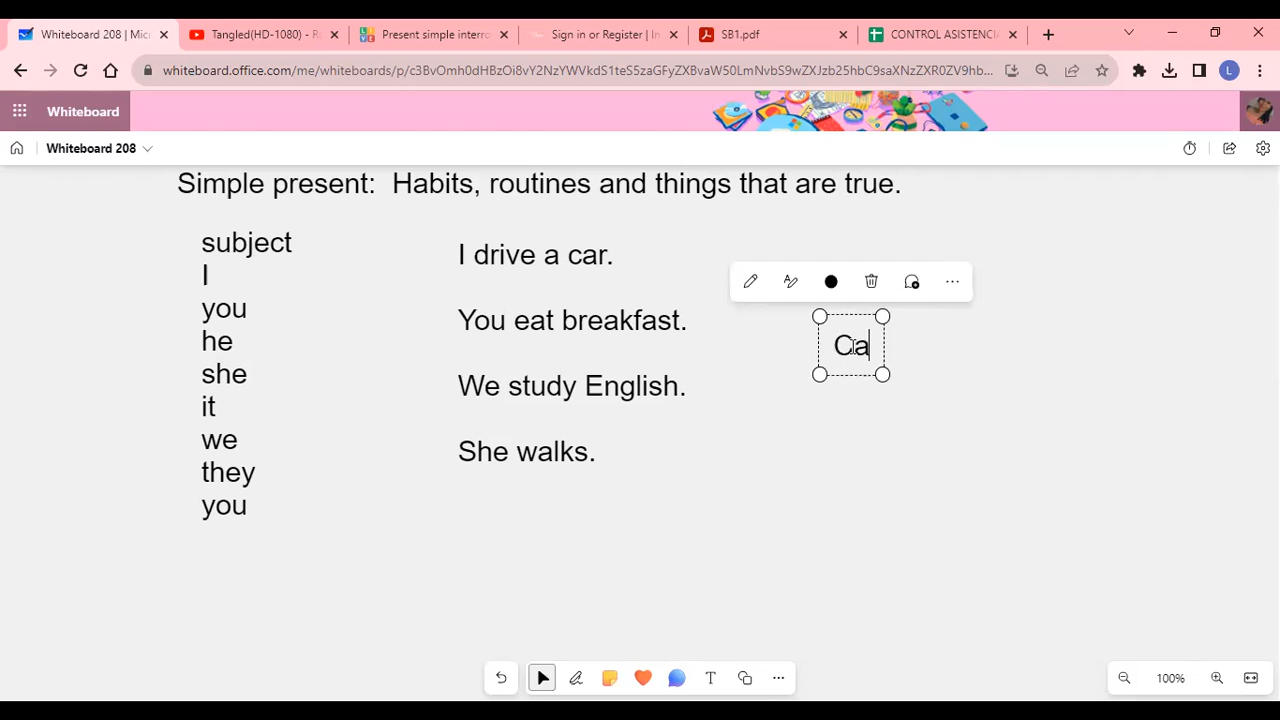 Whiteboard 208 | Mic
Tangled(HD-1080) - R
Present simple interro
Sign in or Register | In
SB1.pdf
CONTROL ASISTENCI
whiteboard.office.com/me/whiteboards/p/c3BvOmh0dHBzOi8vY2NzYWVkdS1teS5zaGFyZXBvaW50LmNvbS9wZXJzb25hbC9saXNzZXR0ZV9hb...
L
Whiteboard
Whiteboard 208
Simple present: Habits, routines and things that are true.
subject
I
you
he
she
it
we
they
you
I drive a car.
You eat breakfast.
We study English.
She walks.
Ca
100%